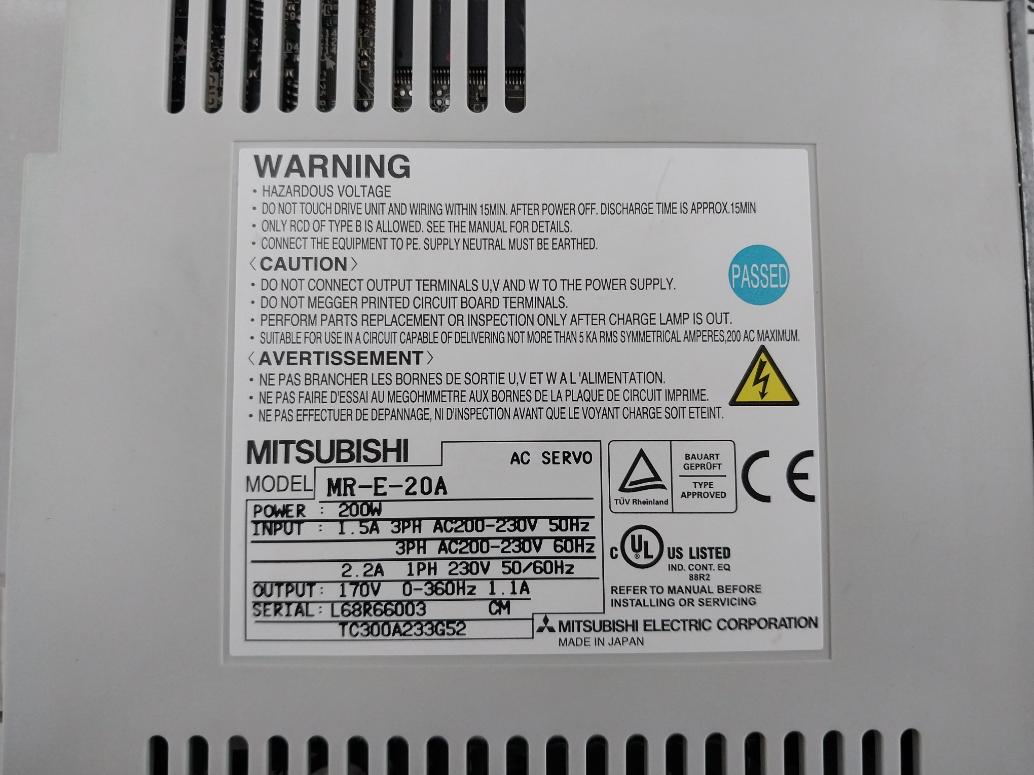 WARNING
• HAZARDOUS VOLTAGE
• DO NOT TOUCH DRIVE UNIT AND WIRING WITHIN 15MIN. AFTER POWER OFF. DISCHARGE TIME IS APPROX.15MIN
• ONLY RCD OF TYPE B IS ALLOWED. SEE THE MANUAL FOR DETAILS.
• CONNECT THE EQUIPMENT TO PE. SUPPLY NEUTRAL MUST BE EARTHED.
〈CAUTION〉
• DO NOT CONNECT OUTPUT TERMINALS U,V AND W TO THE POWER SUPPLY.
• DO NOT MEGGER PRINTED CIRCUIT BOARD TERMINALS.
• PERFORM PARTS REPLACEMENT OR INSPECTION ONLY AFTER CHARGE LAMP IS OUT.
• SUITABLE FOR USE IN A CIRCUIT CAPABLE OF DELIVERING NOT MORE THAN 5 KA RMS SYMMETRICAL AMPERES,200 AC MAXIMUM.
PASSED
〈AVERTISSEMENT〉
• NE PAS BRANCHER LES BORNES DE SORTIE U,V ET W A L'ALIMENTATION.
• NE PAS FAIRE D'ESSAI AU MEGOHMMETRE AUX BORNES DE LA PLAQUE DE CIRCUIT IMPRIME.
• NE PAS EFFECTUER DE DEPANNAGE, NI D'INSPECTION AVANT QUE LE VOYANT CHARGE SOIT ETEINT.
MITSUBISHI AC SERVO
MODEL MR-E-20A
POWER : 200W
INPUT : 1.5A 3PH AC200-230V 50Hz
3PH AC200-230V 60Hz
2.2A 1PH 230V 50/60Hz
OUTPUT: 170V 0-360Hz 1.1A
SERIAL: L68R66003 CM
TC300A233G52
TÜV Rheinland
BAUART
GEPRÜFT
TYPE
APPROVED
CE
C UL US LISTED
IND. CONT. EQ
88R2
REFER TO MANUAL BEFORE
INSTALLING OR SERVICING
MITSUBISHI ELECTRIC CORPORATION
MADE IN JAPAN